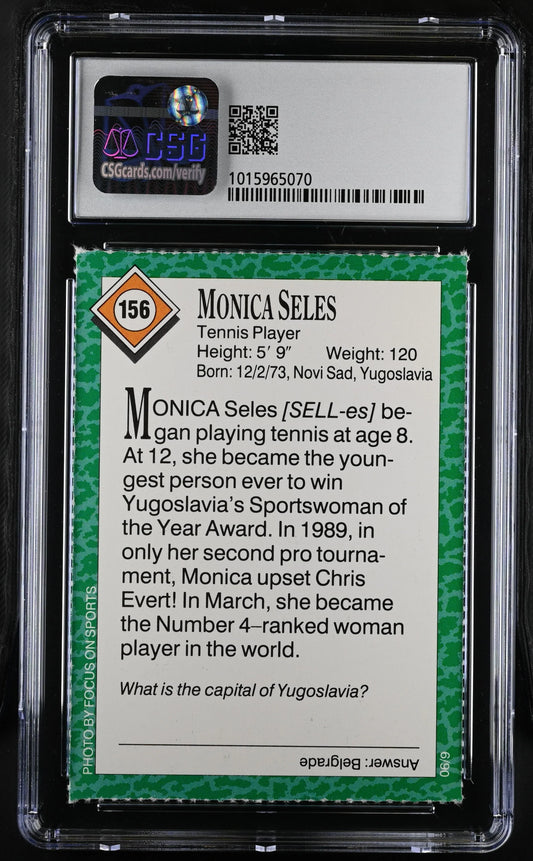 CSG
CSGcards.com/verify
1015965070
156
MONICA SELES
Tennis Player
Height: 5′ 9″ Weight: 120
Born: 12/2/73, Novi Sad, Yugoslavia
MONICA Seles [SELL-es] be-
gan playing tennis at age 8.
At 12, she became the youn-
gest person ever to win
Yugoslavia's Sportswoman of
the Year Award. In 1989, in
only her second pro tourna-
ment, Monica upset Chris
Evert! In March, she became
the Number 4–ranked woman
player in the world.
What is the capital of Yugoslavia?
Answer: Belgrade
PHOTO BY FOCUS ON SPORTS
06/9